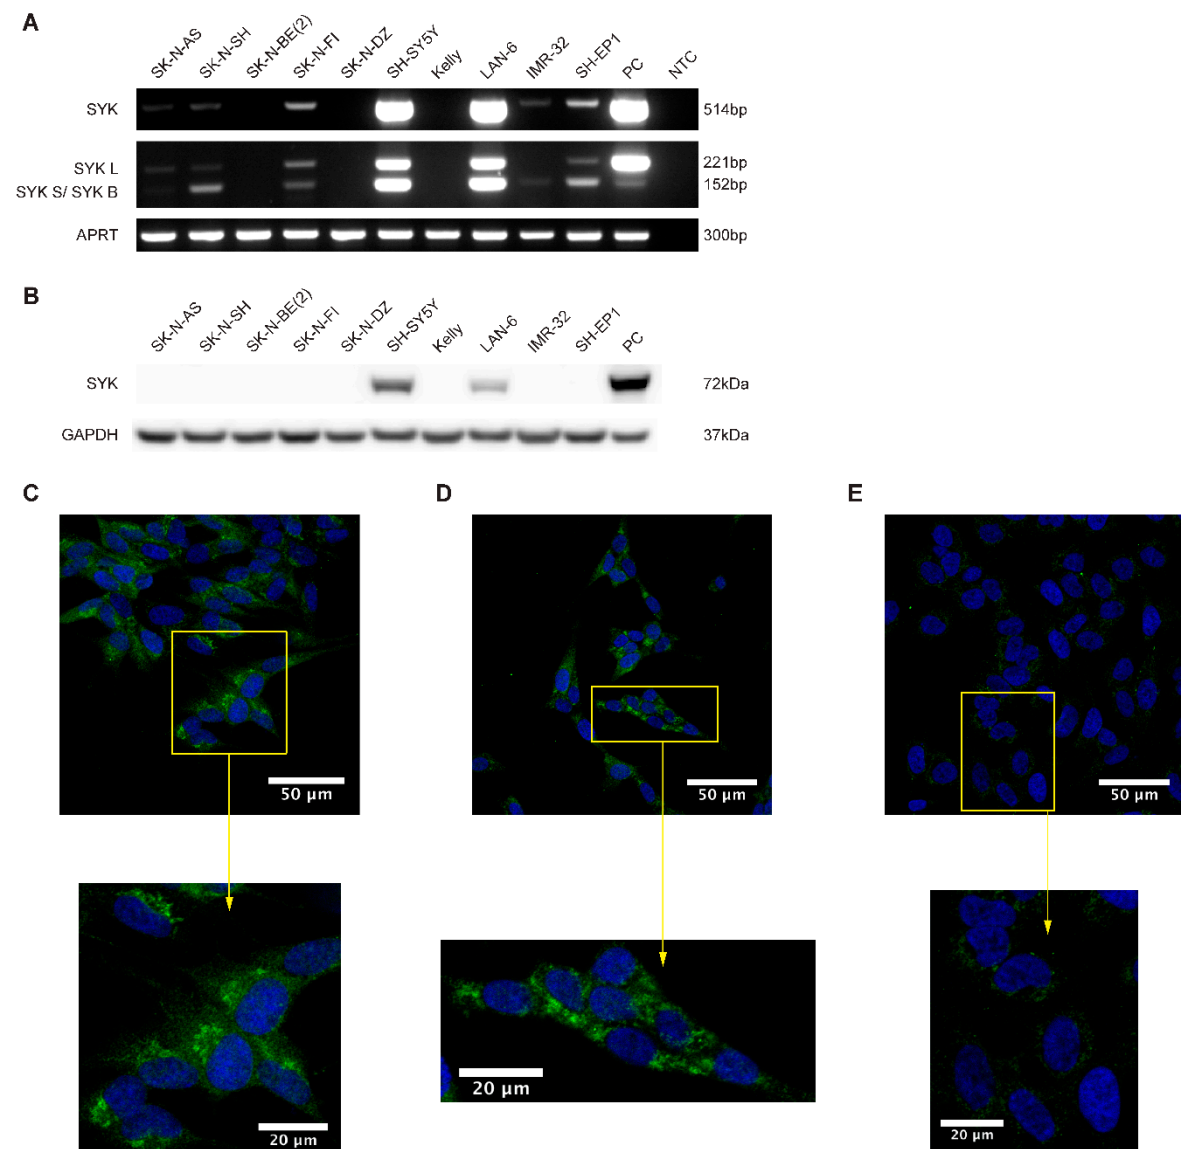 A
SK-N-AS SK-N-SH SK-N-BE(2) SK-N-FI SK-N-DZ SH-SY5Y Kelly LAN-6 IMR-32 SH-EP1 PC NTC
SYK 514bp
SYK L 221bp
SYK S/ SYK B 152bp
APRT 300bp
B
SK-N-AS SK-N-SH SK-N-BE(2) SK-N-FI SK-N-DZ SH-SY5Y Kelly LAN-6 IMR-32 SH-EP1 PC
SYK 72kDa
GAPDH 37kDa
C D E
50 µm 50 µm 50 µm
20 µm 20 µm 20 µm